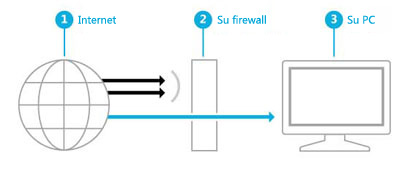 1 Internet
2 Su firewall
3 Su PC